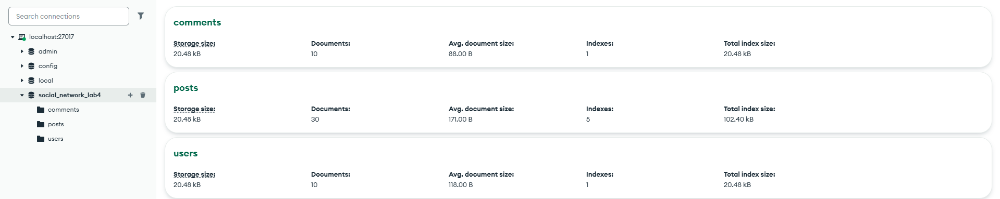 Search connections
localhost:27017
admin
config
local
social_network_lab4
comments
posts
users
comments
Storage size: Documents: Avg. document size: Indexes: Total index size:
20.48 kB 10 88.00 B 1 20.48 kB
posts
Storage size: Documents: Avg. document size: Indexes: Total index size:
20.48 kB 30 171.00 B 5 102.40 kB
users
Storage size: Documents: Avg. document size: Indexes: Total index size:
20.48 kB 10 118.00 B 1 20.48 kB